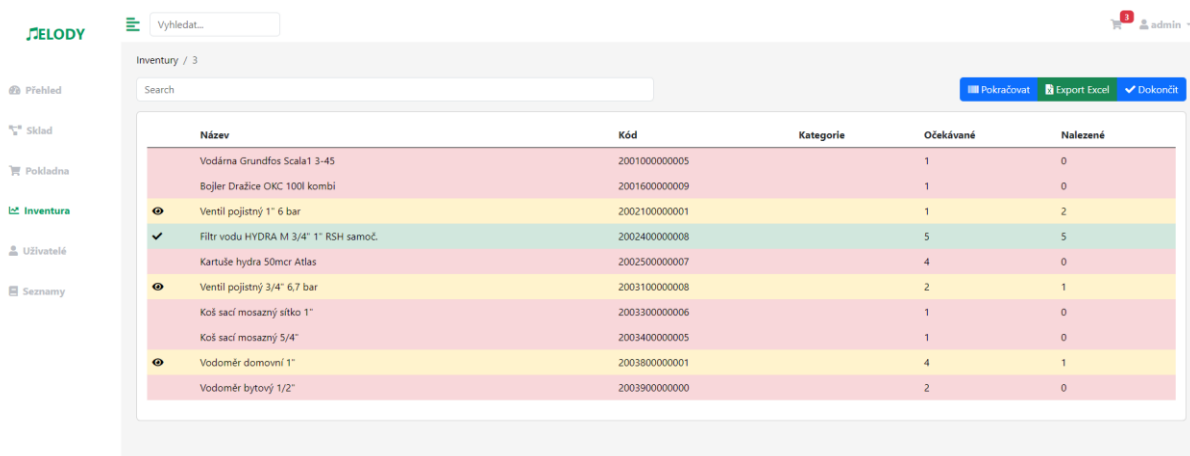 ELODY
Vyhledat...
3
admin
Inventury / 3
Přehled
Sklad
Pokladna
Inventura
Uživatelé
Seznamy
Search
Pokračovat Export Excel Dokončit
Název Kód Kategorie Očekávané Nalezené
Vodárna Grundfos Scala1 3-45 2001000000005 1 0
Bojler Dražice OKC 100l kombi 2001600000009 1 0
Ventil pojistný 1" 6 bar 2002100000001 1 2
Filtr vodu HYDRA M 3/4" 1" RSH samoč. 2002400000008 5 5
Kartuše hydra 50mcr Atlas 2002500000007 4 0
Ventil pojistný 3/4" 6,7 bar 2003100000008 2 1
Koš sací mosazný sítko 1" 2003300000006 1 0
Koš sací mosazný 5/4" 2003400000005 1 0
Vodoměr domovní 1" 2003800000001 4 1
Vodoměr bytový 1/2" 2003900000000 2 0